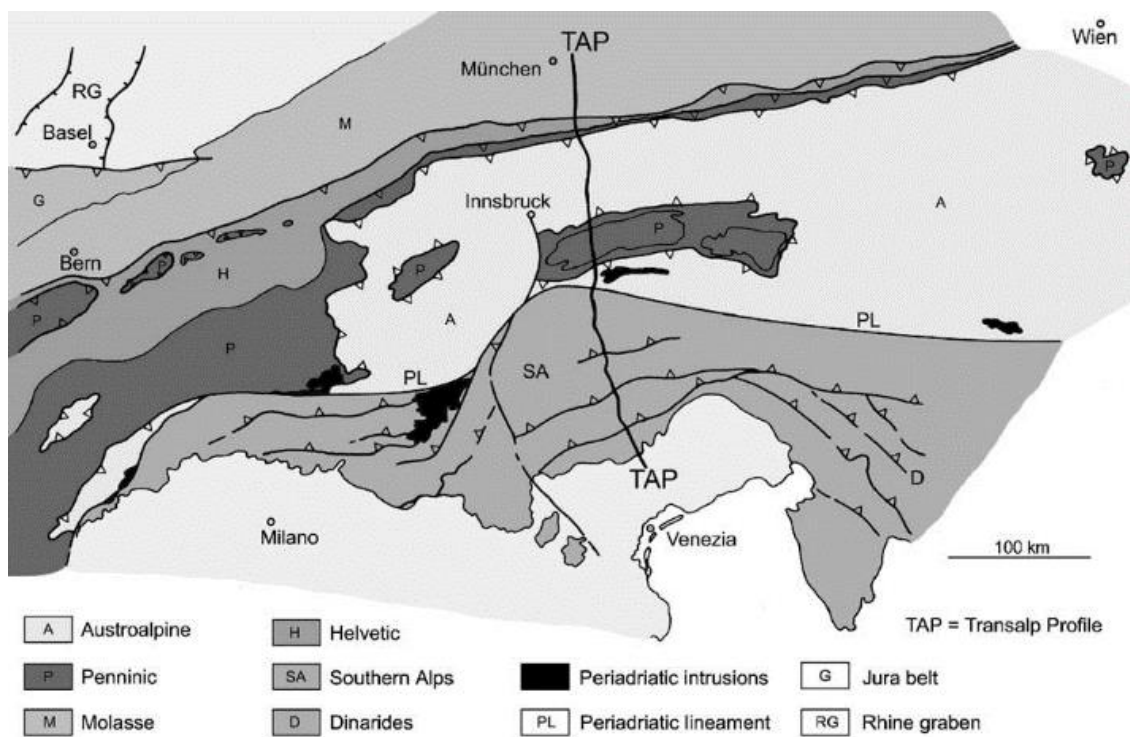 TAP
Wien
München
RG
Basel
M
G
Innsbruck
P
A
P
Bern
P
H
P
P
A
P
PL
PL
SA
D
TAP
Milano
Venezia
100 km
A Austroalpine
H Helvetic
TAP = Transalp Profile
P Penninic
SA Southern Alps
Periadriatic intrusions
G Jura belt
M Molasse
D Dinarides
PL Periadriatic lineament
RG Rhine graben